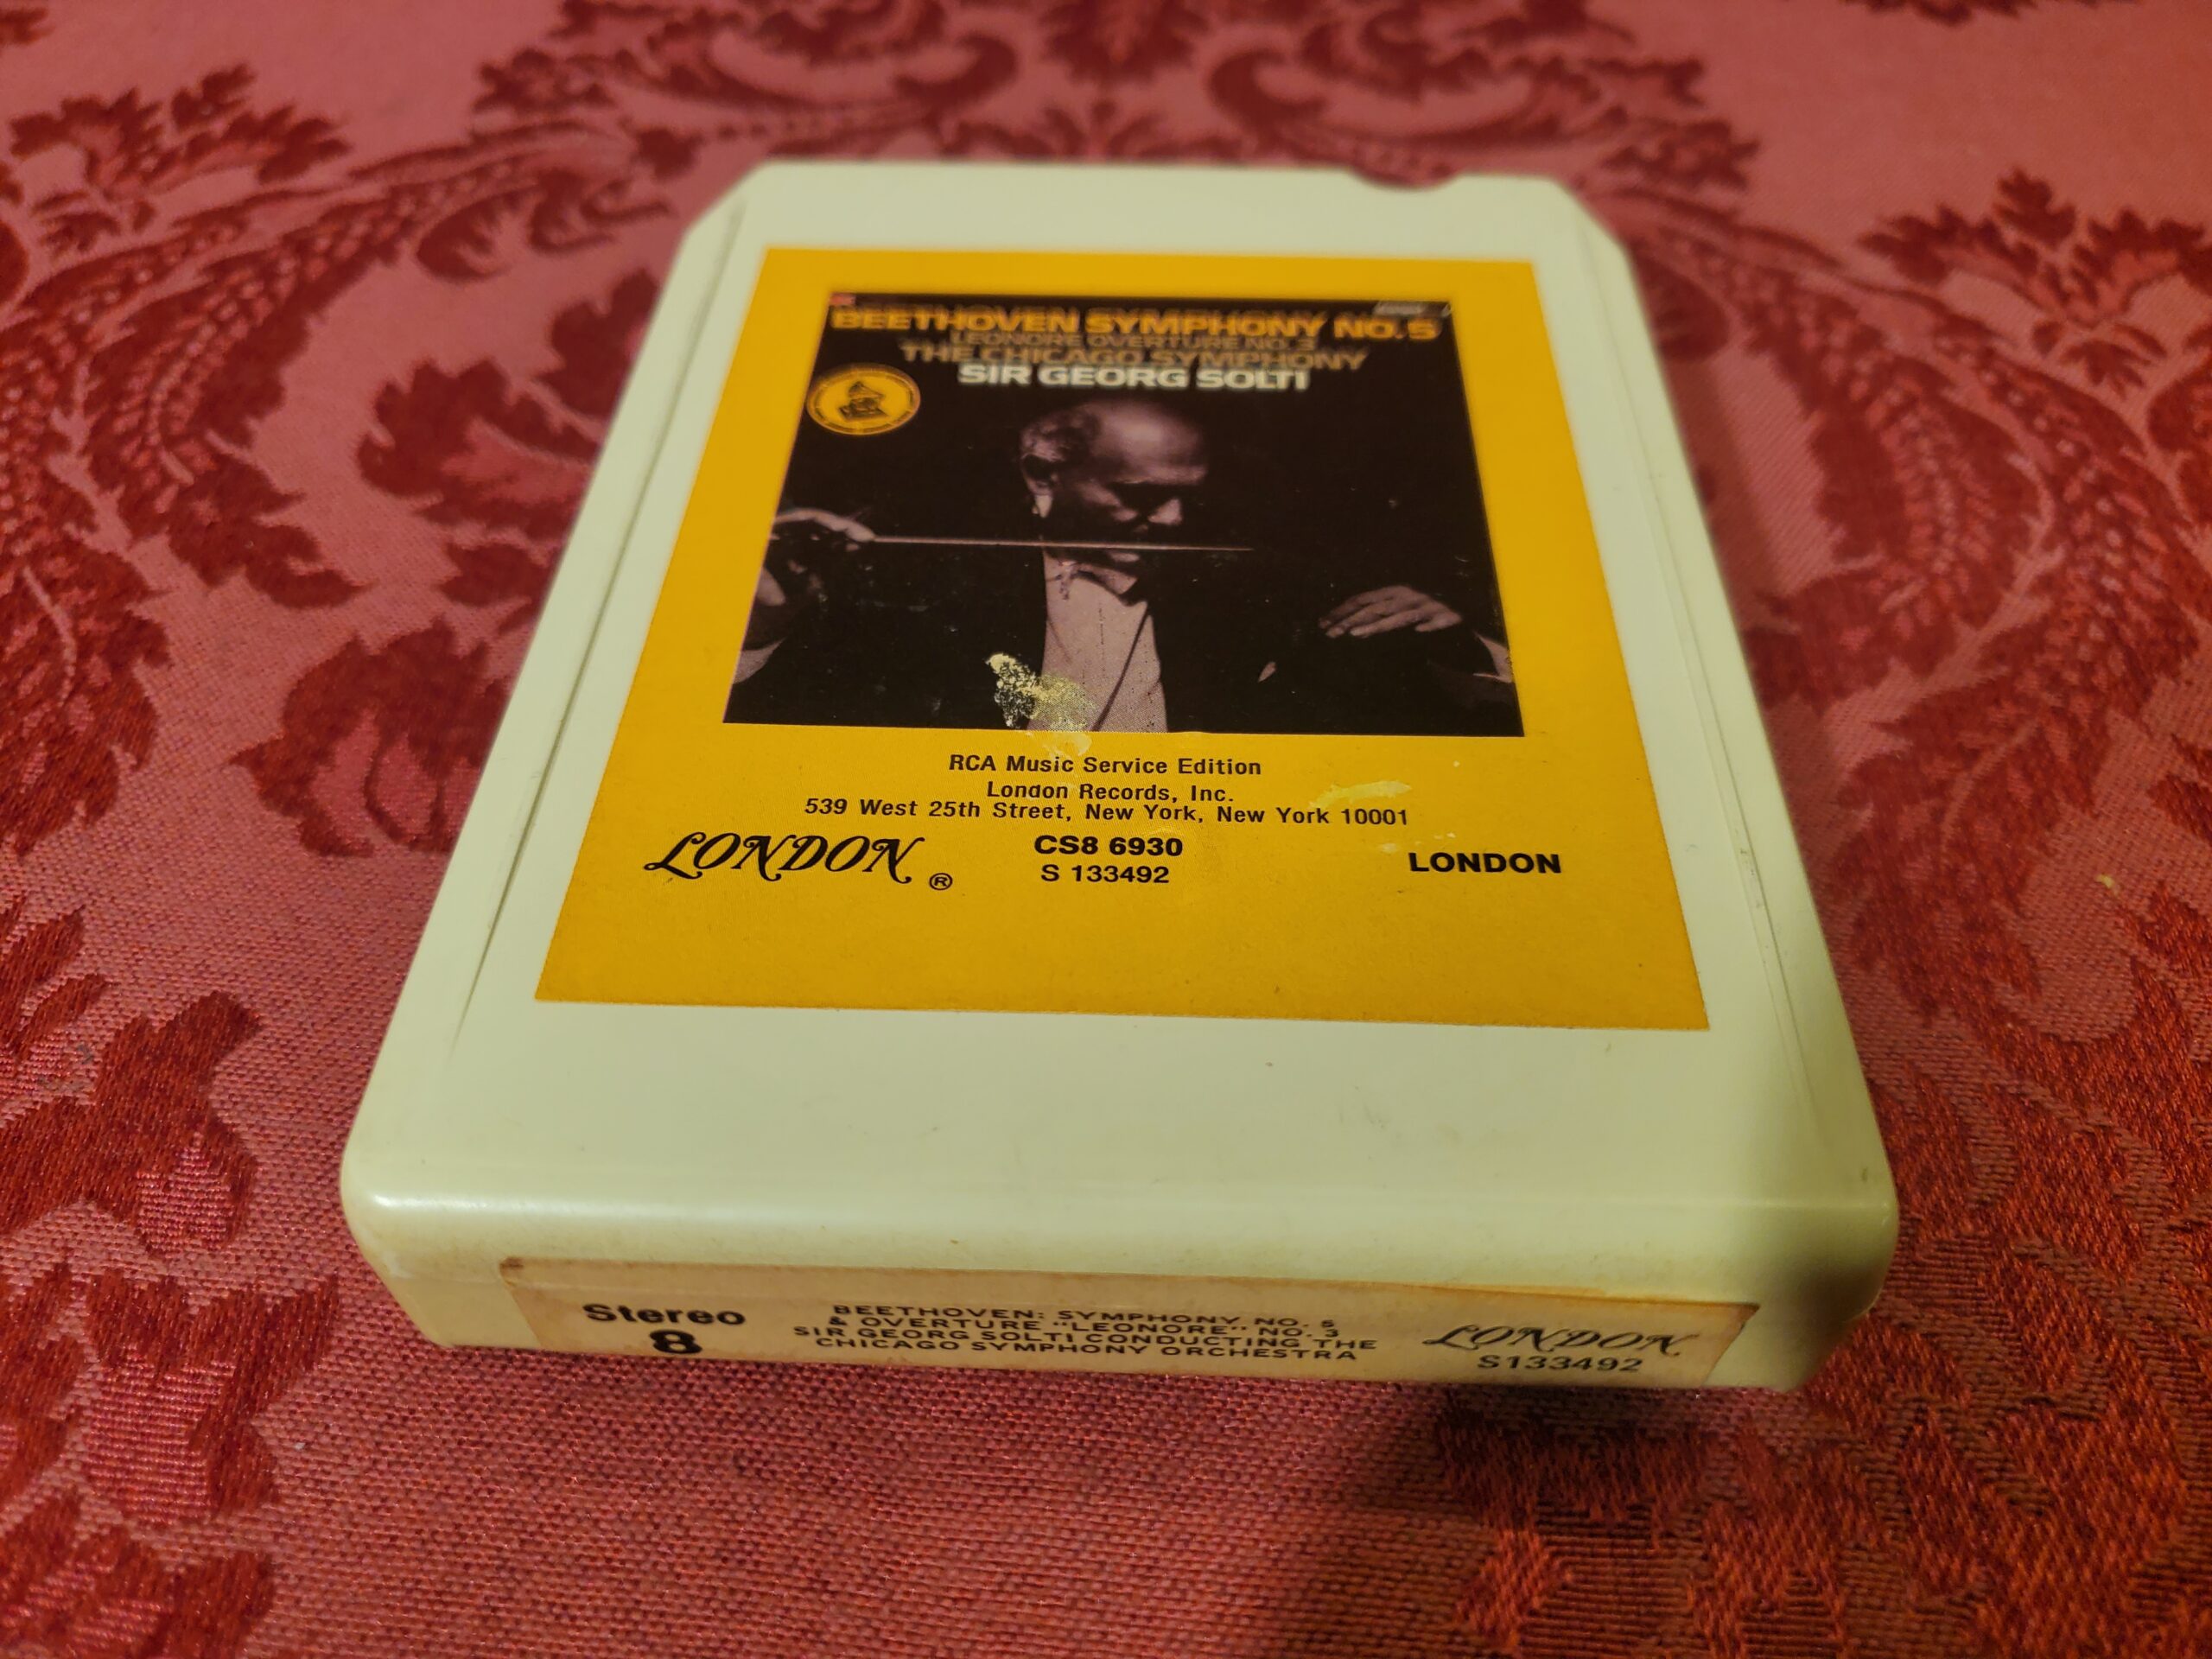 BEETHOVEN SYMPHONY NO. 5
LEONORE OVERTURE NO. 3
THE CHICAGO SYMPHONY
SIR GEORG SOLTI
RCA Music Service Edition
London Records, Inc.
539 West 25th Street, New York, New York 10001
LONDON ®
CS8 6930
S 133492
LONDON
Stereo
8
BEETHOVEN: SYMPHONY NO. 5
& OVERTURE "LEONORE" NO. 3
SIR GEORG SOLTI CONDUCTING THE
CHICAGO SYMPHONY ORCHESTRA
LONDON
S133492